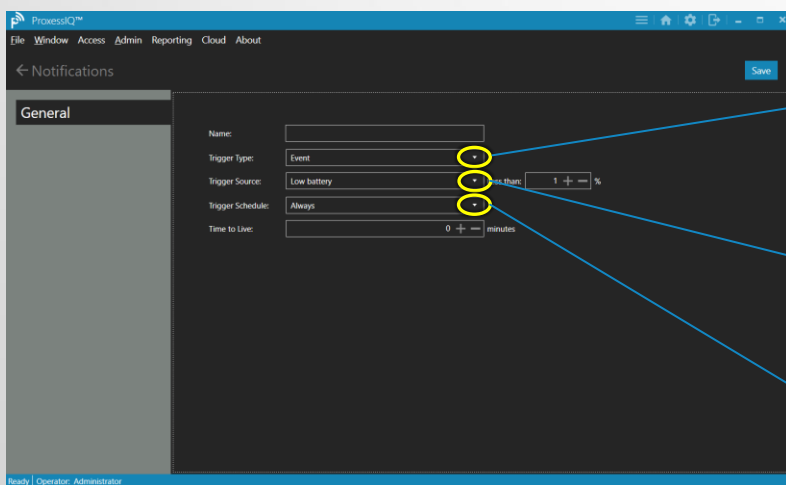 ProxessIQ™
File Window Access Admin Reporting Cloud About
Notifications
Save
General
Name:
Trigger Type: Event
Trigger Source: Low battery less than: 1 %
Trigger Schedule: Always
Time to Live: 0 minutes
Ready Operator: Administrator